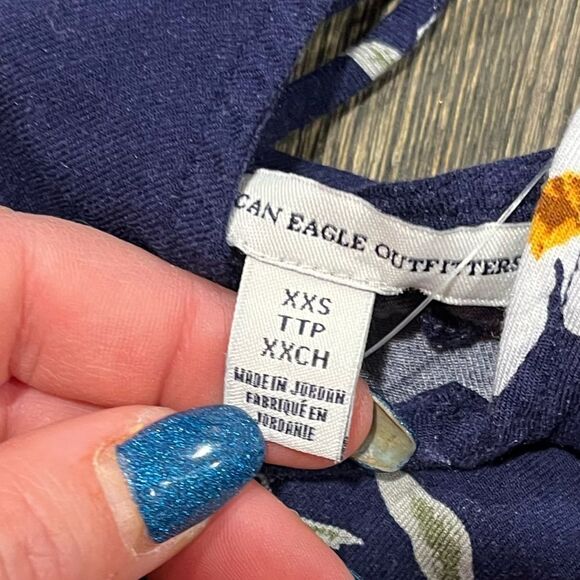 CAN EAGLE OUTFITTERS
XXS
TTP
XXCH
MADE IN JORDAN
FABRIQUÉ EN
JORDANIE